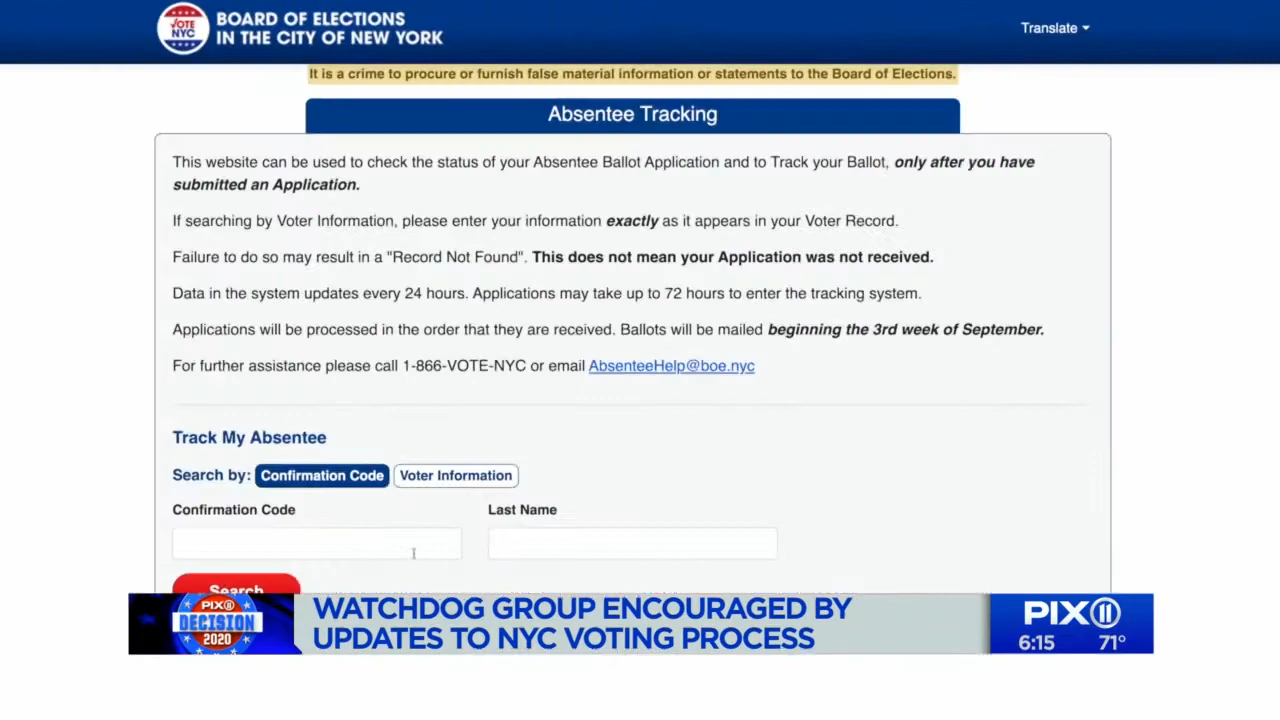 VOTE
NYC
BOARD OF ELECTIONS
IN THE CITY OF NEW YORK
Translate
It is a crime to procure or furnish false material information or statements to the Board of Elections.
Absentee Tracking
This website can be used to check the status of your Absentee Ballot Application and to Track your Ballot, only after you have
submitted an Application.
If searching by Voter Information, please enter your information exactly as it appears in your Voter Record.
Failure to do so may result in a "Record Not Found". This does not mean your Application was not received.
Data in the system updates every 24 hours. Applications may take up to 72 hours to enter the tracking system.
Applications will be processed in the order that they are received. Ballots will be mailed beginning the 3rd week of September.
For further assistance please call 1-866-VOTE-NYC or email AbsenteeHelp@boe.nyc
Track My Absentee
Search by: Confirmation Code Voter Information
Confirmation Code Last Name
Search
PIX11
DECISION
2020
WATCHDOG GROUP ENCOURAGED BY
UPDATES TO NYC VOTING PROCESS
PIX11
6:15 71°